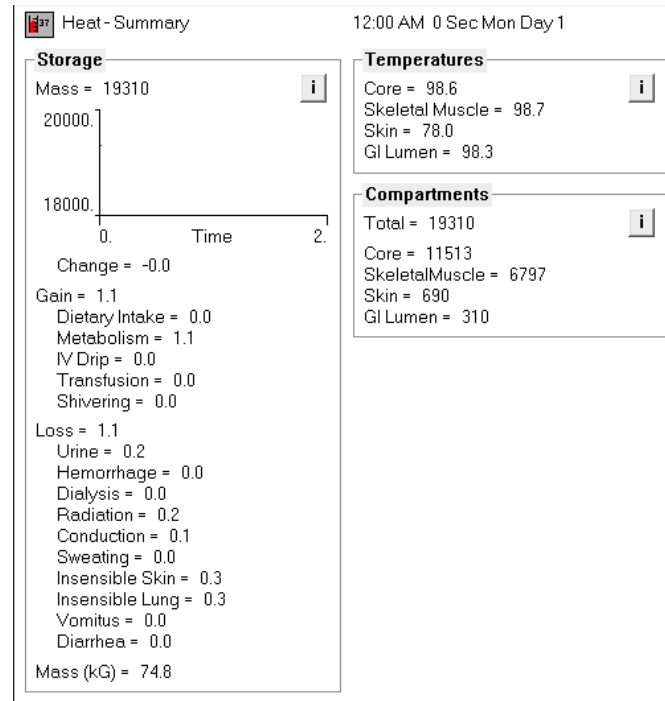 37 Heat - Summary 12:00 AM 0 Sec Mon Day 1
Storage
Mass = 19310 i
20000.
18000.
0. Time 2.
Change = -0.0
Gain = 1.1
Dietary Intake = 0.0
Metabolism = 1.1
IV Drip = 0.0
Transfusion = 0.0
Shivering = 0.0
Loss = 1.1
Urine = 0.2
Hemorrhage = 0.0
Dialysis = 0.0
Radiation = 0.2
Conduction = 0.1
Sweating = 0.0
Insensible Skin = 0.3
Insensible Lung = 0.3
Vomitus = 0.0
Diarrhea = 0.0
Mass (kG) = 74.8
Temperatures
Core = 98.6 i
Skeletal Muscle = 98.7
Skin = 78.0
GI Lumen = 98.3
Compartments
Total = 19310 i
Core = 11513
SkeletalMuscle = 6797
Skin = 690
GI Lumen = 310